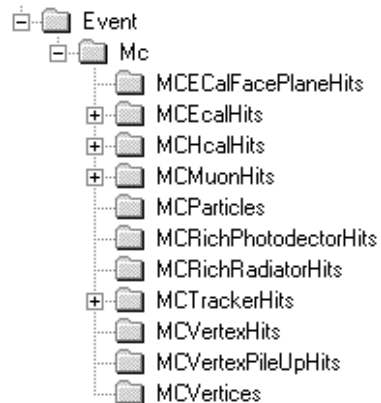 Event
Mc
MCECalFacePlaneHits
MCEcalHits
MCHcalHits
MCMuonHits
MCParticles
MCRichPhotodectorHits
MCRichRadiatorHits
MCTrackerHits
MCVertexHits
MCVertexPileUpHits
MCVertices